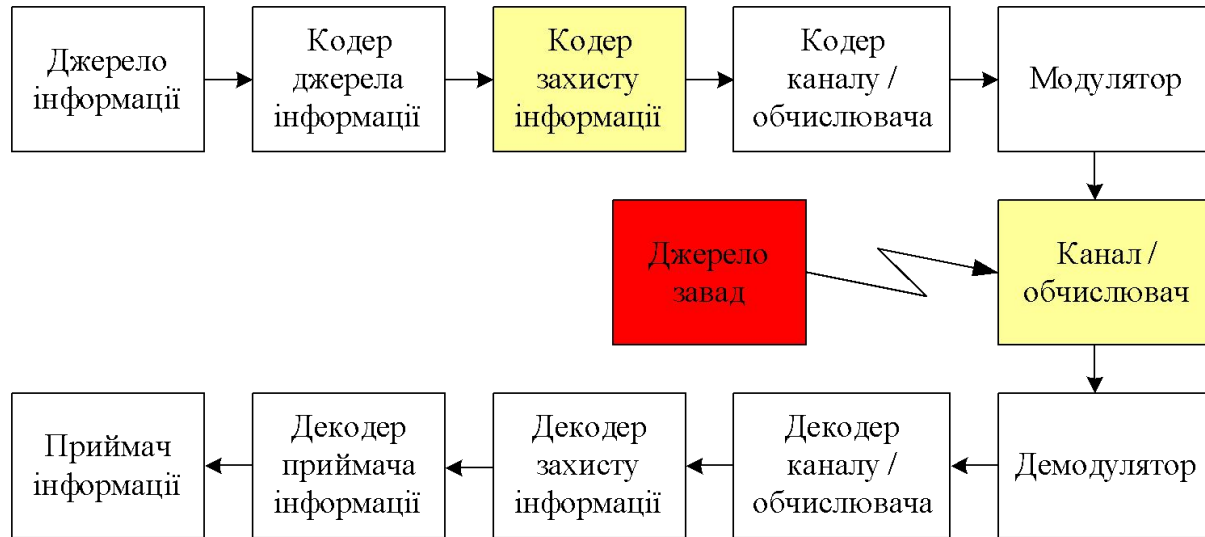 Джерело
інформації
Кодер
джерела
інформації
Кодер
захисту
інформації
Кодер
каналу /
обчислювача
Модулятор
Джерело
завад
Канал /
обчислювач
Приймач
інформації
Декодер
приймача
інформації
Декодер
захисту
інформації
Декодер
каналу /
обчислювача
Демодулятор